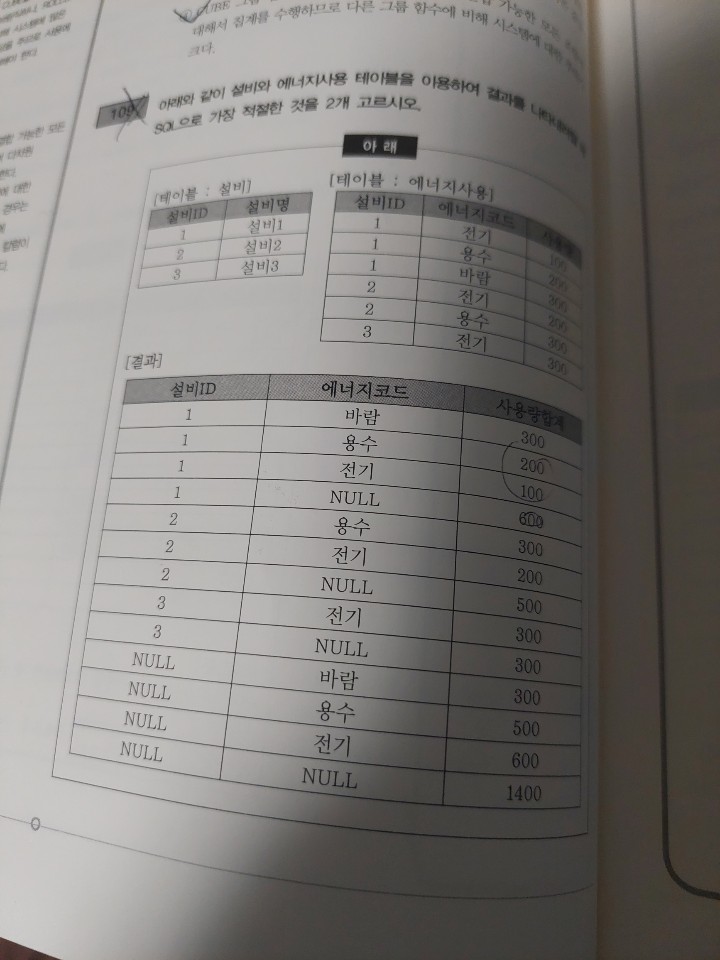 대해서 집계를 수행하므로 다른 그룹 함수에 비해 시스템에 대한
크다.
109 아래와 같이 설비와 에너지사용 테이블을 이용하여 결과를
SQL으로 가장 적절한 것을 2개 고르시오.
아 래
[테이블 : 설비]
설비ID 설비명
1 설비1
2 설비2
3 설비3
[테이블 : 에너지사용]
설비ID 에너지코드
1 전기 100
1 용수 200
1 바람 300
2 전기 200
2 용수 300
3 전기 300
[결과]
설비ID 에너지코드 사용량합계
1 바람 300
1 용수 200
1 전기 100
1 NULL 600
2 용수 300
2 전기 200
2 NULL 500
3 전기 300
3 NULL 300
NULL 바람 300
NULL 용수 500
NULL 전기 600
NULL NULL 1400